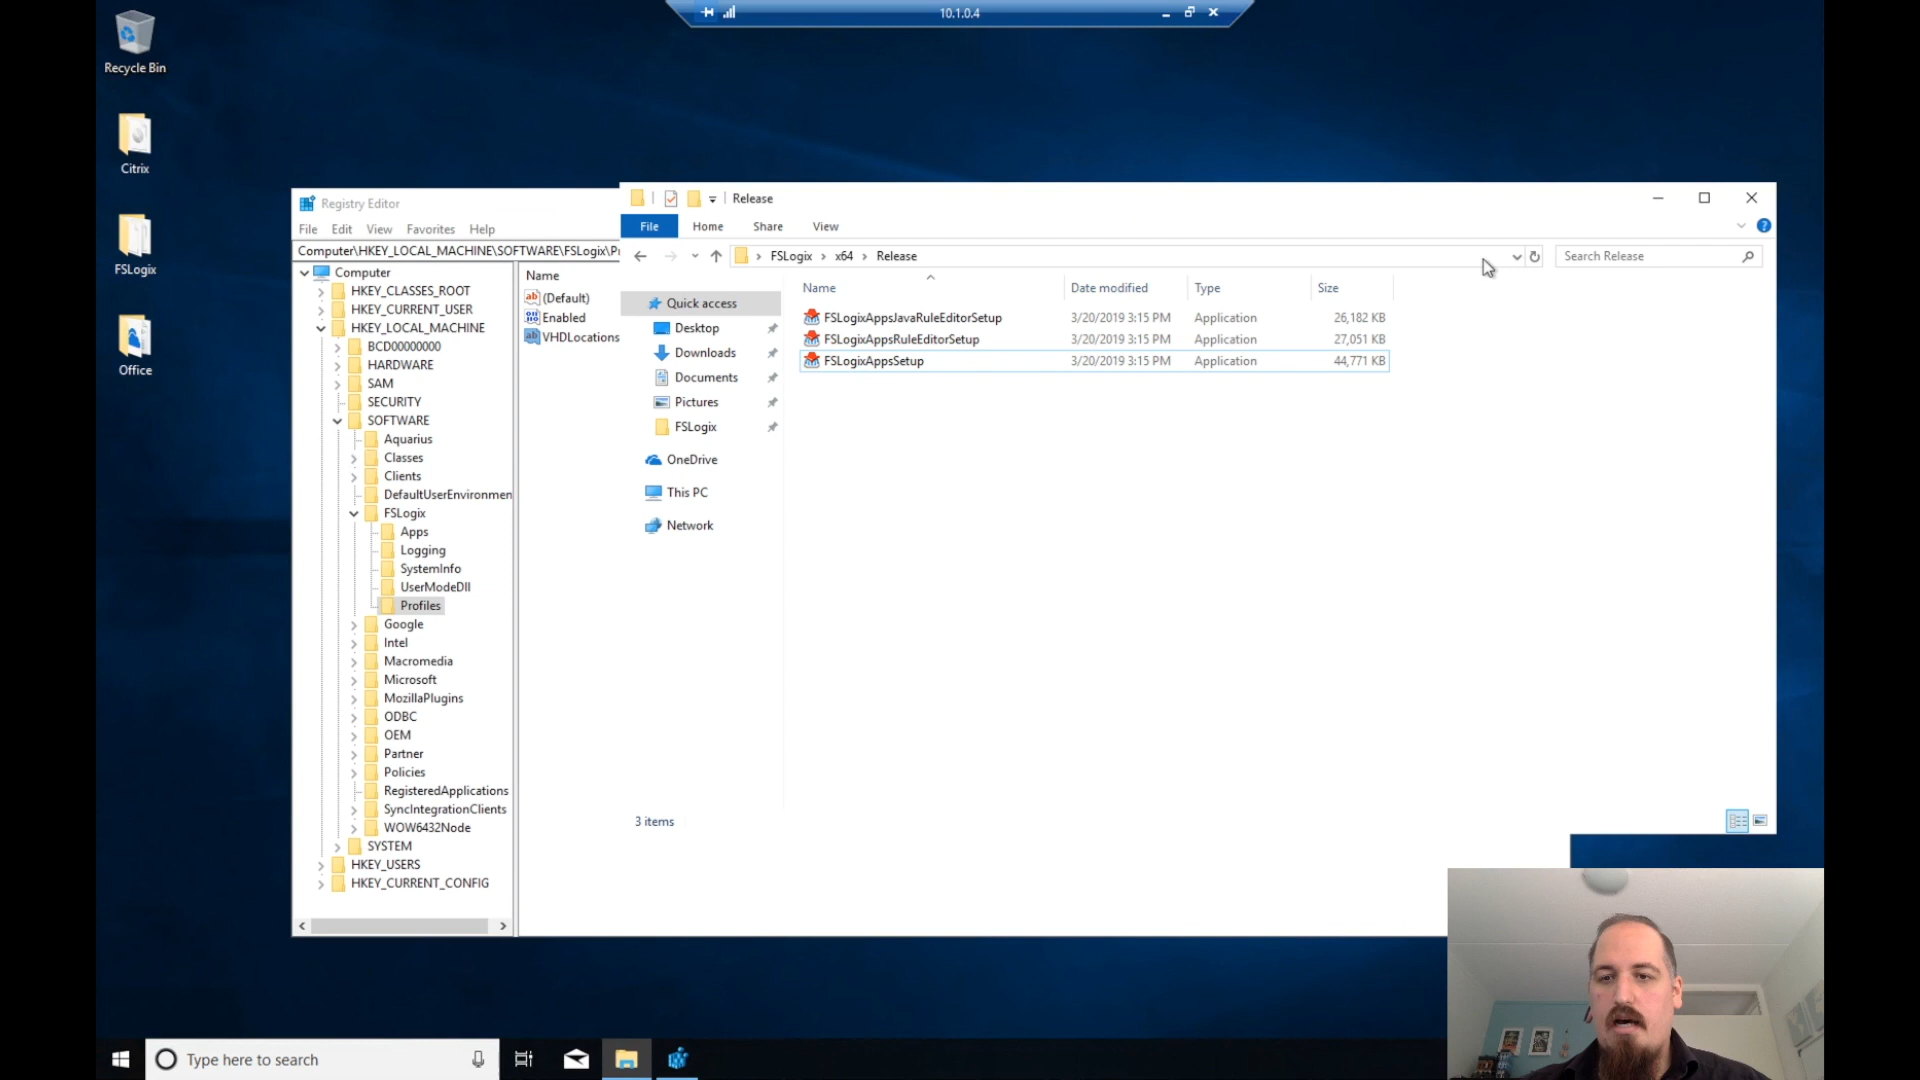 10.1.0.4
Recycle Bin
Citrix
FSLogix
Office
Registry Editor
File Edit View Favorites Help
Computer\HKEY_LOCAL_MACHINE\SOFTWARE\FSLogix\P
Computer
HKEY_CLASSES_ROOT
HKEY_CURRENT_USER
HKEY_LOCAL_MACHINE
BCD00000000
HARDWARE
SAM
SECURITY
SOFTWARE
Aquarius
Classes
Clients
DefaultUserEnvironmen
FSLogix
Apps
Logging
SystemInfo
UserModeDll
Profiles
Google
Intel
Macromedia
Microsoft
MozillaPlugins
ODBC
OEM
Partner
Policies
RegisteredApplications
SyncIntegrationClients
WOW6432Node
SYSTEM
HKEY_USERS
HKEY_CURRENT_CONFIG
Name
(Default)
Enabled
VHDLocations
Release
File Home Share View
FSLogix > x64 > Release
Search Release
Quick access
Desktop
Downloads
Documents
Pictures
FSLogix
OneDrive
This PC
Network
Name Date modified Type Size
FSLogixAppsJavaRuleEditorSetup 3/20/2019 3:15 PM Application 26,182 KB
FSLogixAppsRuleEditorSetup 3/20/2019 3:15 PM Application 27,051 KB
FSLogixAppsSetup 3/20/2019 3:15 PM Application 44,771 KB
3 items
Type here to search